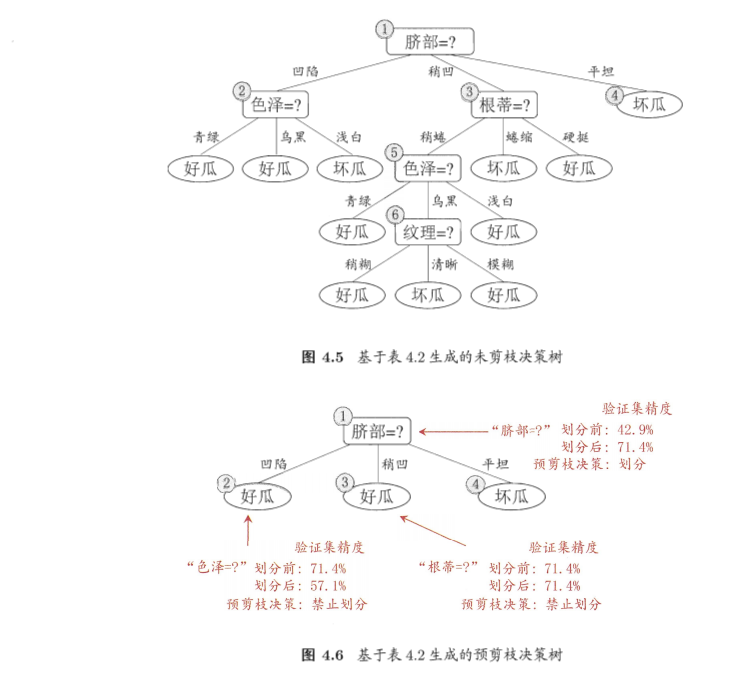 ① 脐部=?
凹陷 稍凹 平坦
② 色泽=? ③ 根蒂=? ④ 坏瓜
青绿 乌黑 浅白 稍蜷 蜷缩 硬挺
好瓜 好瓜 坏瓜 ⑤ 色泽=? 坏瓜 好瓜
青绿 乌黑 浅白
好瓜 ⑥ 纹理=? 好瓜
稍糊 清晰 模糊
好瓜 坏瓜 好瓜
图 4.5 基于表 4.2 生成的未剪枝决策树
验证集精度
① 脐部=? “脐部=?” 划分前: 42.9%
划分后: 71.4%
预剪枝决策: 划分
凹陷 稍凹 平坦
② 好瓜 ③ 好瓜 ④ 坏瓜
验证集精度 验证集精度
“色泽=?” 划分前: 71.4% “根蒂=?” 划分前: 71.4%
划分后: 57.1% 划分后: 71.4%
预剪枝决策: 禁止划分 预剪枝决策: 禁止划分
图 4.6 基于表 4.2 生成的预剪枝决策树